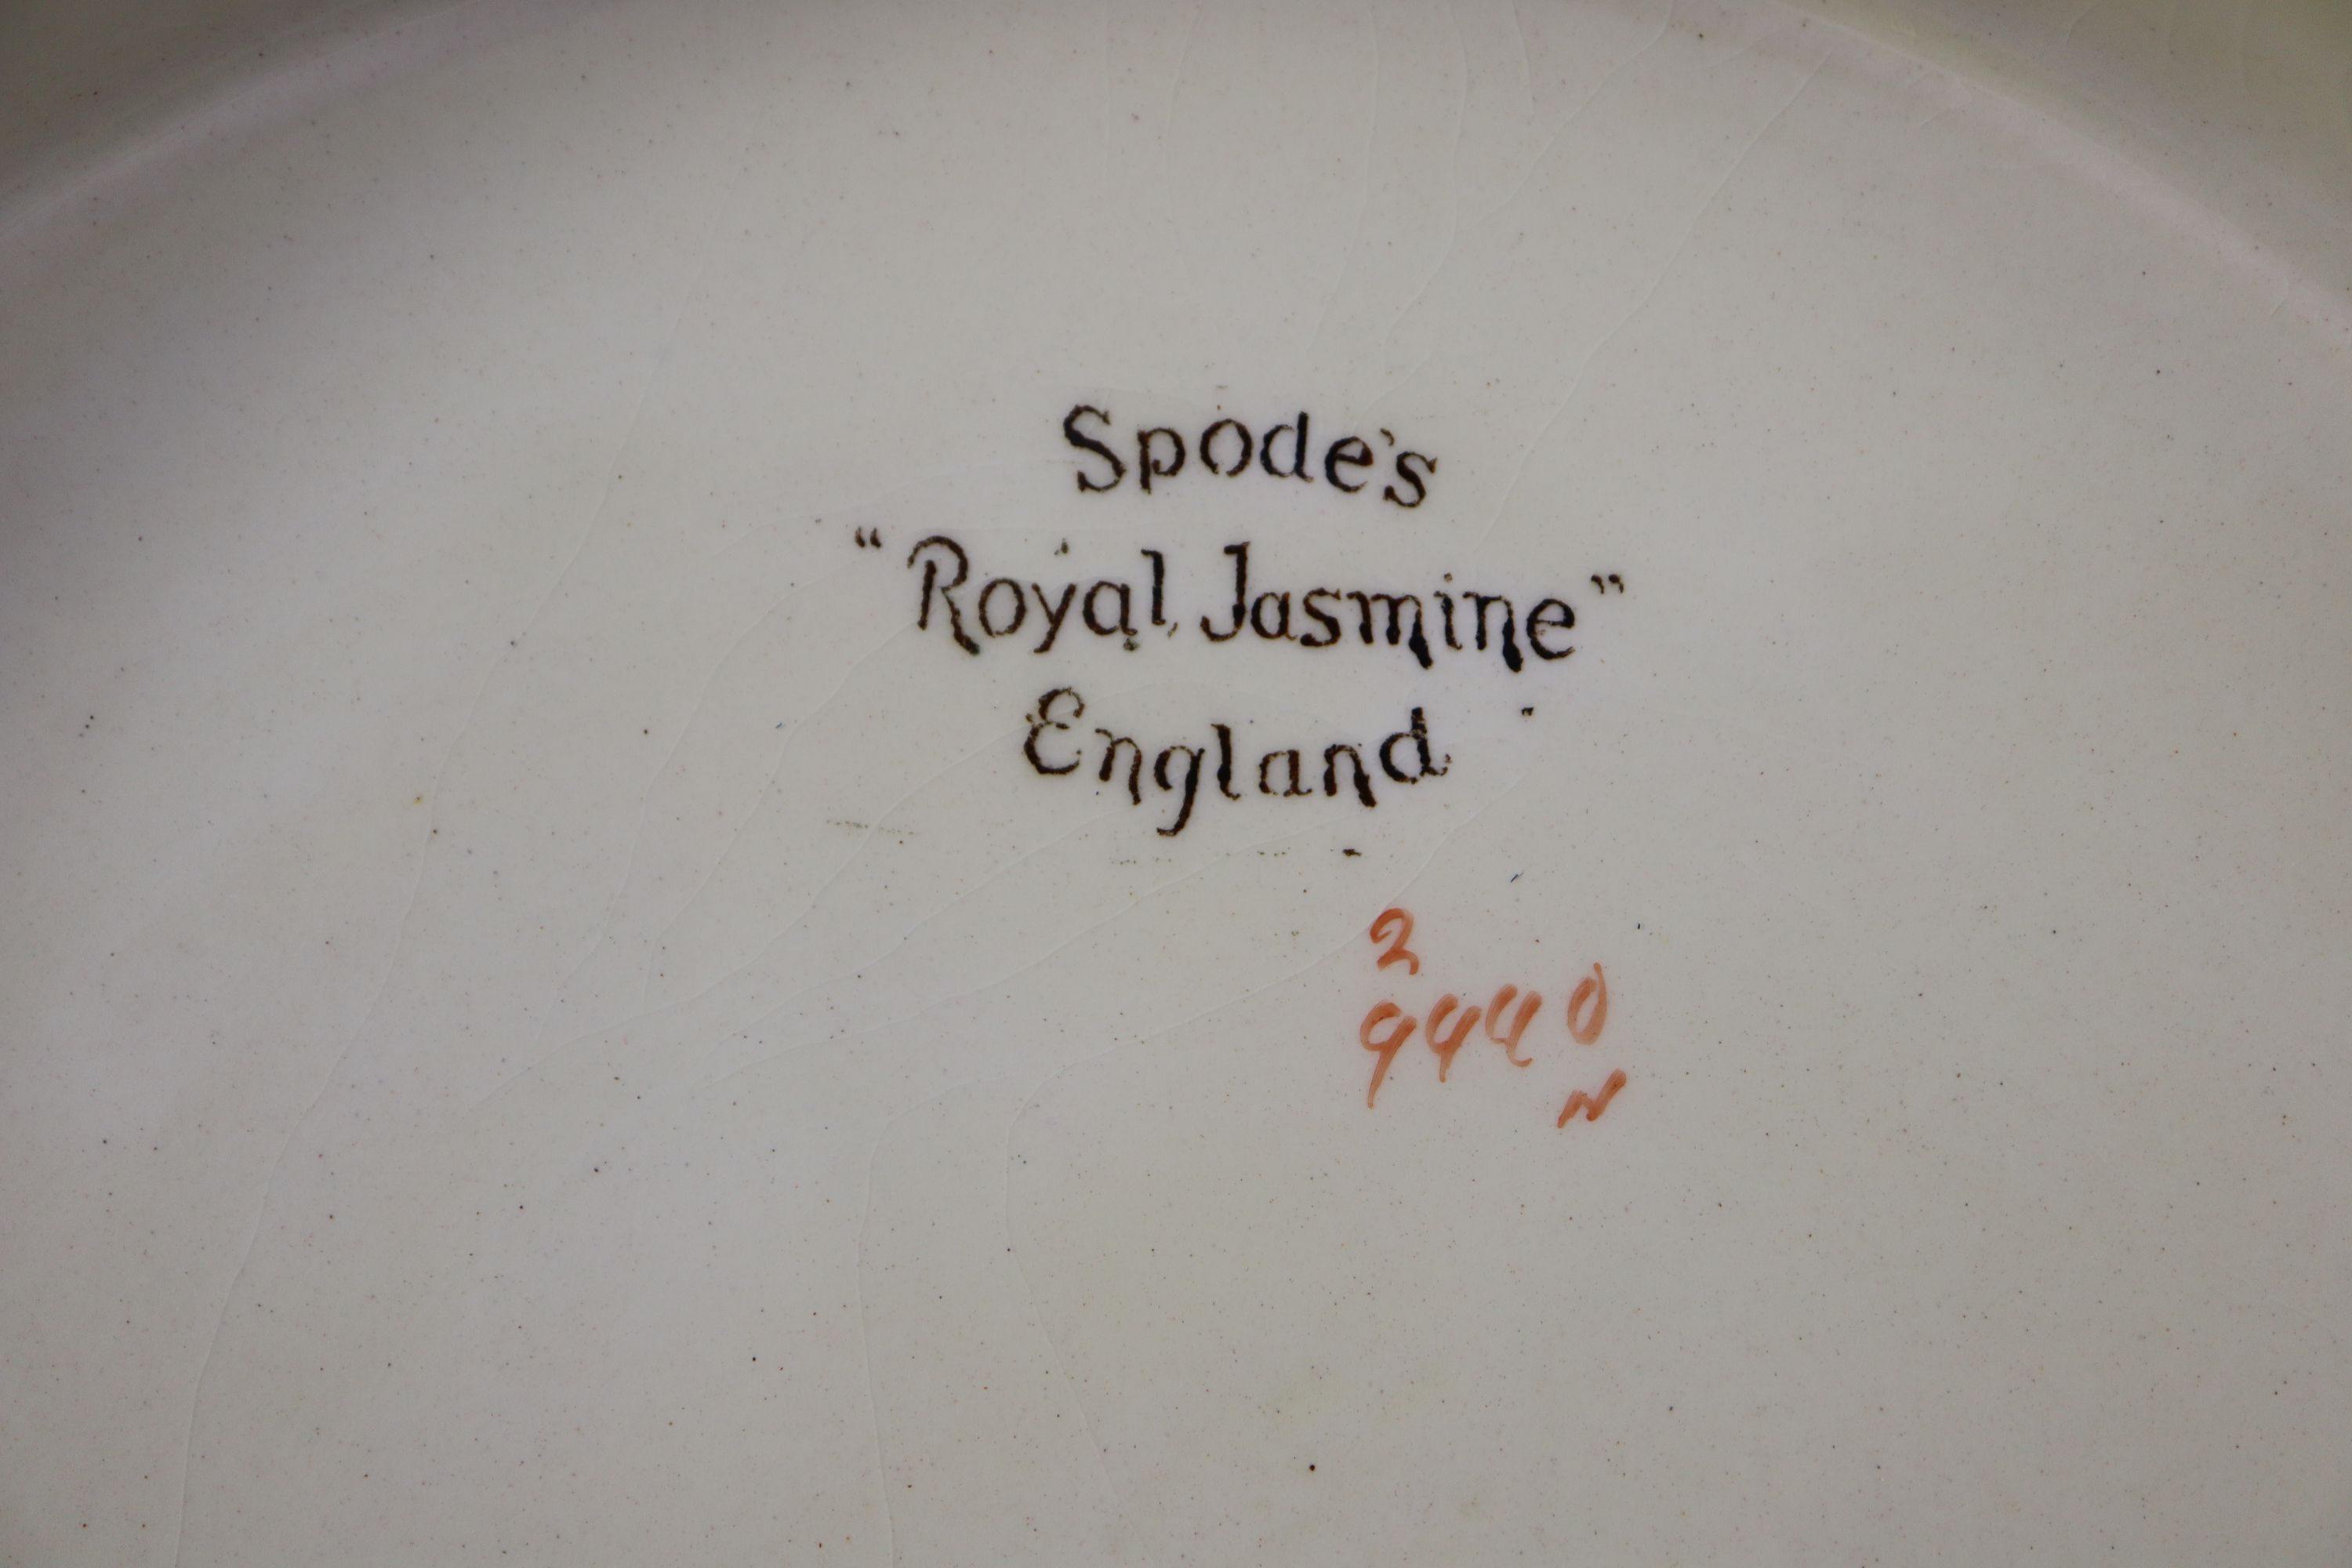 Spode's
"Royal Jasmine"
England
2
9440
N